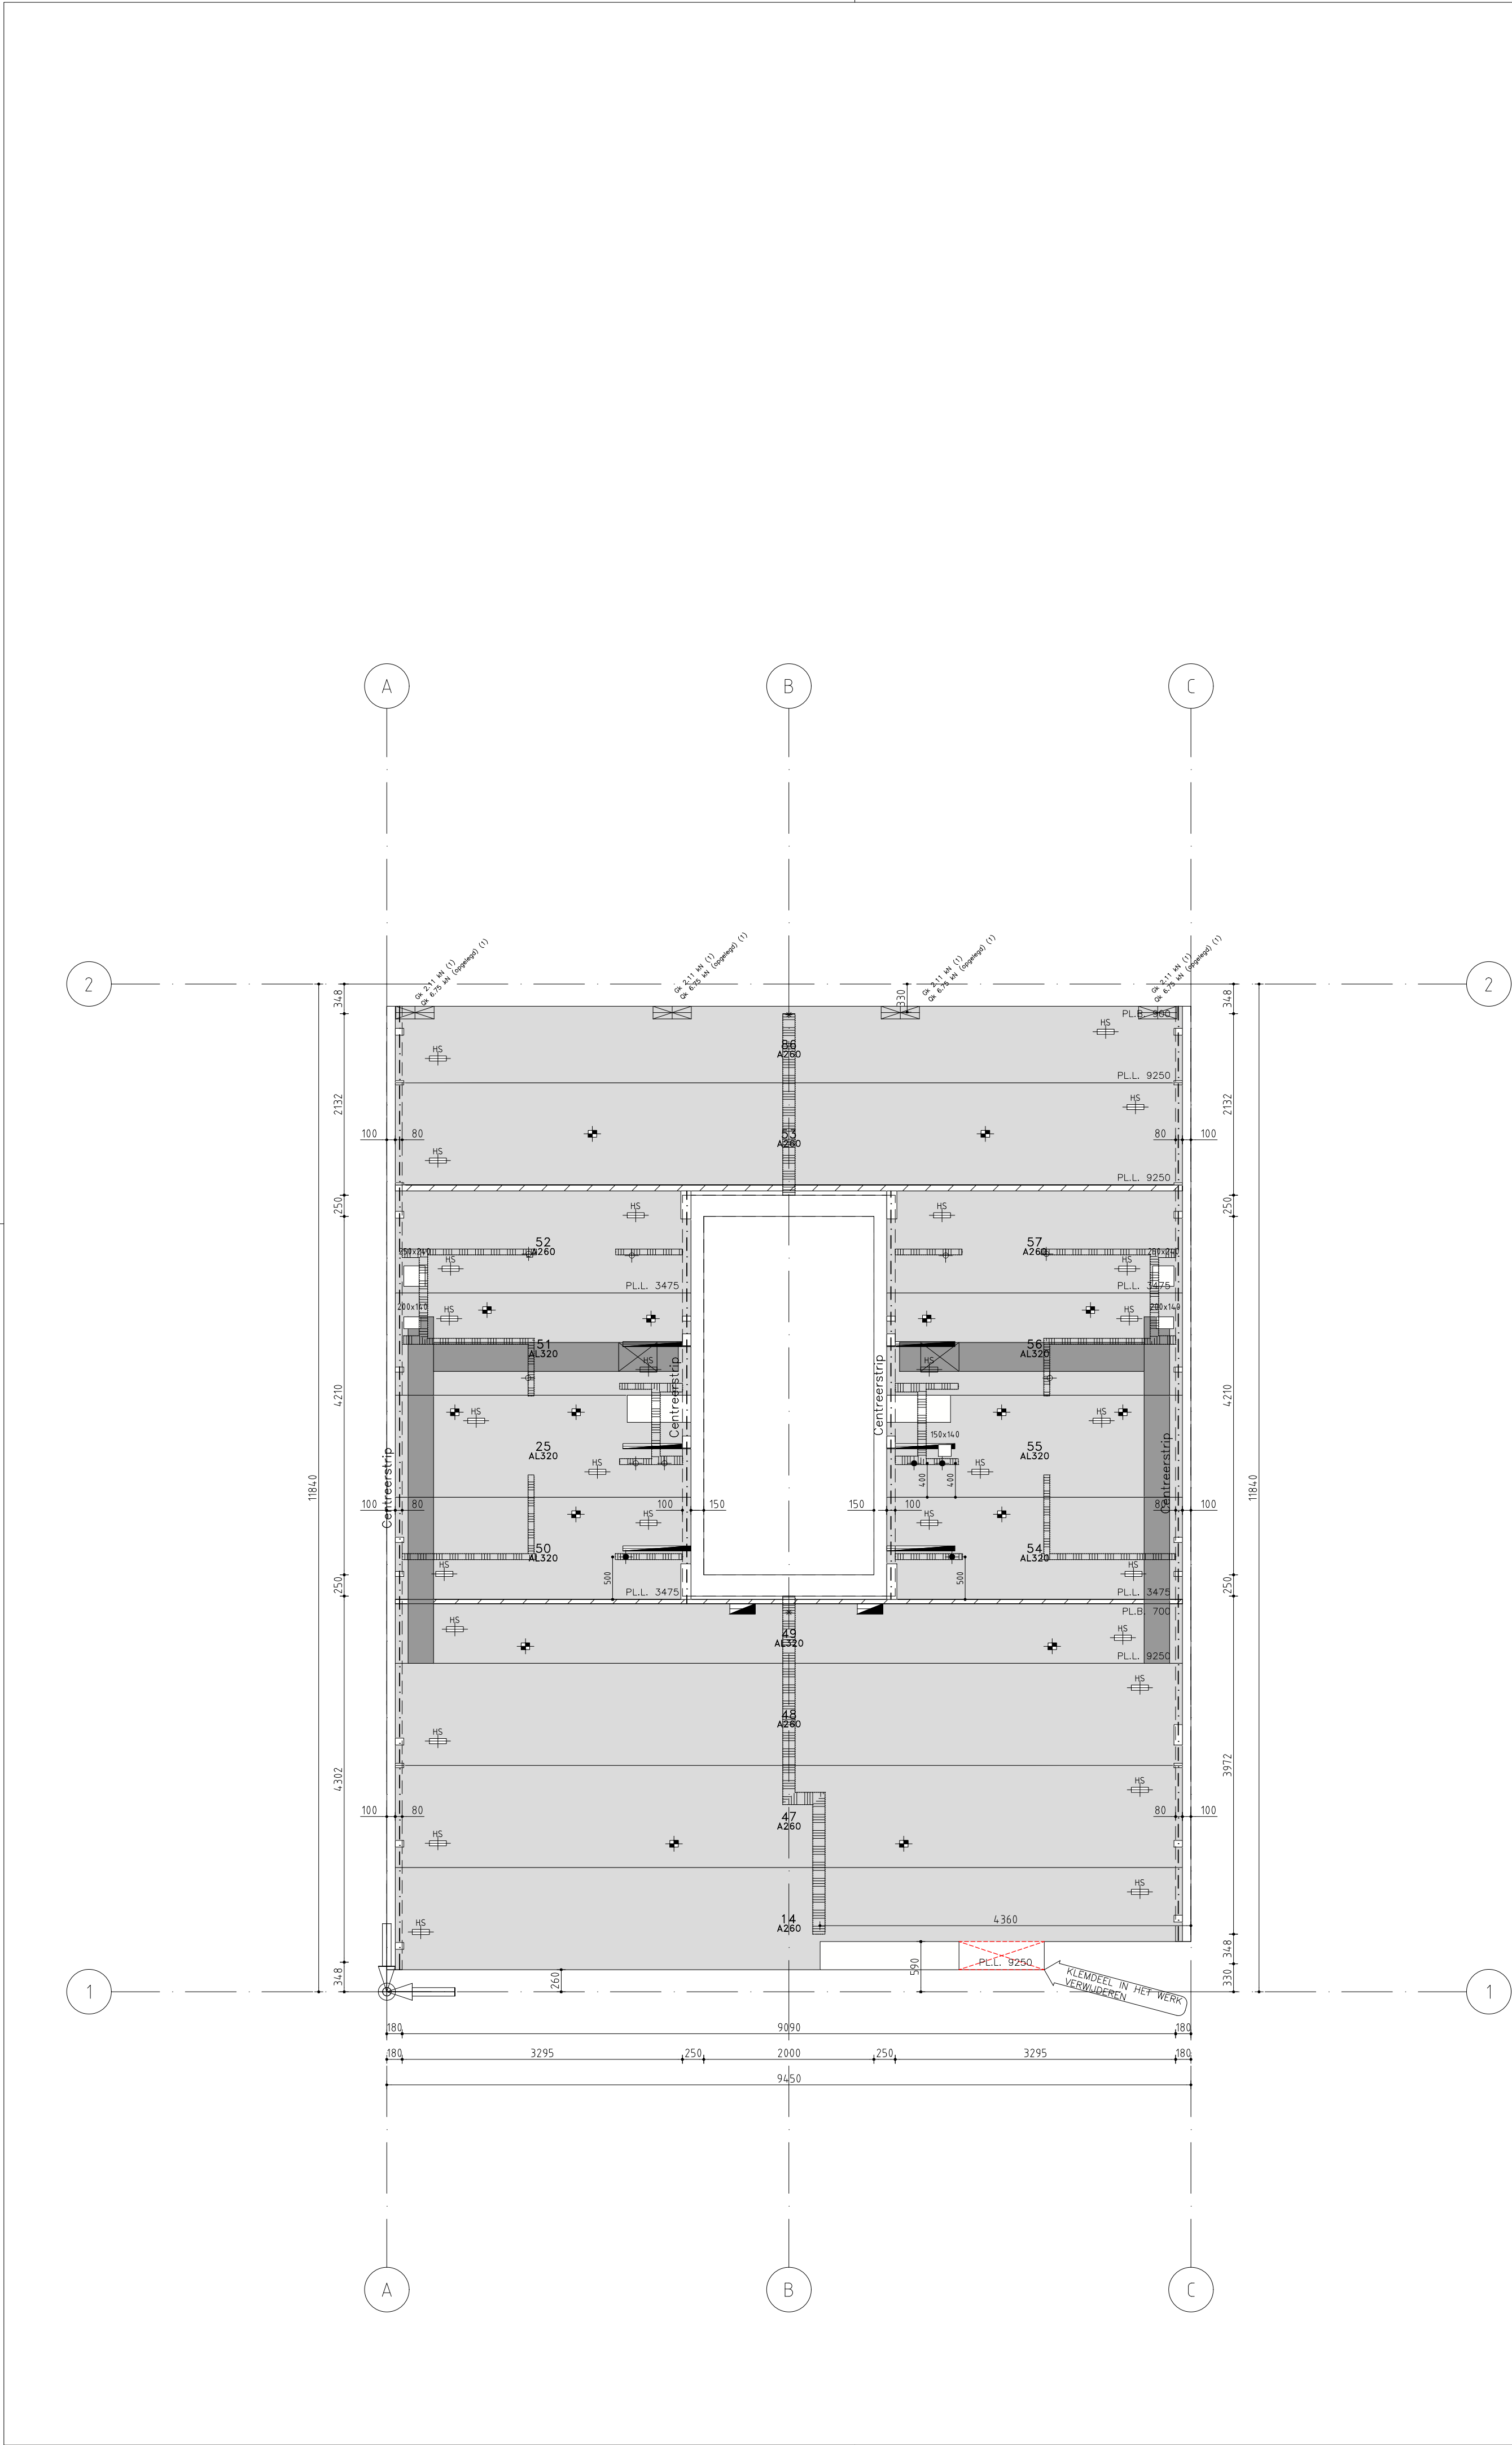 A
B
C
2
2
Gk 2.11 kN (1)
Qk 6.75 kN (opgelegd) (1)
Gk 2.11 kN (1)
Qk 6.75 kN (opgelegd) (1)
Gk 2.11 kN (1)
Qk 6.75 kN (opgelegd) (1)
Gk 2.11 kN (1)
Qk 6.75 kN (opgelegd) (1)
348
330
348
PL.B. 900
HS
HS
86
A260
PL.L. 9250
2132
HS
2132
100
80
53
A260
80
100
HS
PL.L. 9250
250
250
HS
HS
52
A260
57
A260
250x240
250x240
HS
HS
PL.L. 3475
PL.L. 3475
200x140
200x140
HS
HS
51
AL320
56
AL320
HS
HS
Centreerstrip
Centreerstrip
4210
4210
HS
HS
150x140
25
AL320
55
AL320
Centreerstrip
Centreerstrip
HS
HS
400
400
11840
11840
100
80
100
150
150
100
80
100
HS
HS
50
AL320
54
AL320
HS
HS
500
500
250
250
PL.L. 3475
PL.L. 3475
PL.B. 700
HS
HS
49
AL320
PL.L. 9250
HS
48
A260
HS
4302
3972
HS
100
80
80
100
47
A260
HS
HS
14
A260
HS
4360
348
260
590
PL.L. 9250
348
330
KLEMDEEL IN HET WERK
VERWIJDEREN
1
1
180
9090
180
180
3295
250
2000
250
3295
180
9450
A
B
C